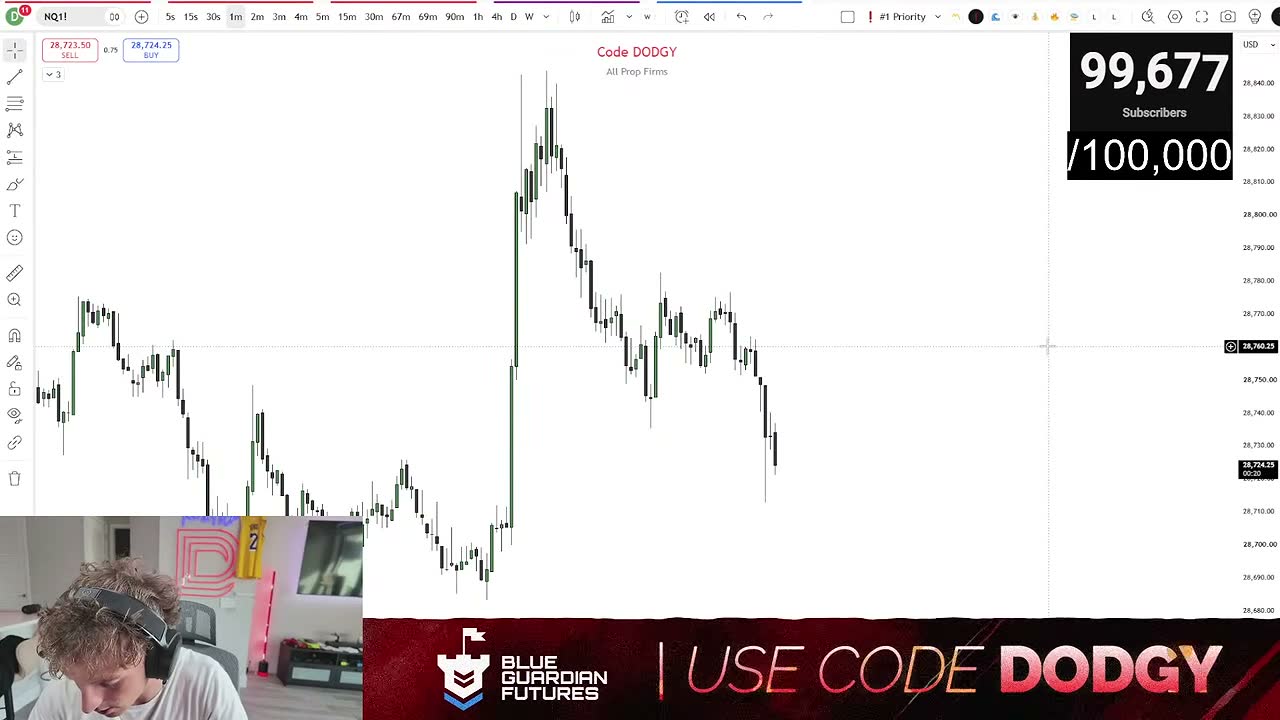 D 11 NQ1! 5s 15s 30s 1m 2m 3m 4m 5m 15m 30m 67m 69m 90m 1h 4h D W w #1 Priority L L
28,723.50 SELL
0.75
28,724.25 BUY
3
Code DODGY
All Prop Firms
99,677
Subscribers
/100,000
USD
28,840.00
28,830.00
28,820.00
28,810.00
28,800.00
28,790.00
28,780.00
28,770.00
28,760.25
28,750.00
28,740.00
28,730.00
28,724.25
00:20
28,710.00
28,700.00
28,690.00
28,680.00
T
D
2
BLUE GUARDIAN FUTURES
| USE CODE DODGY